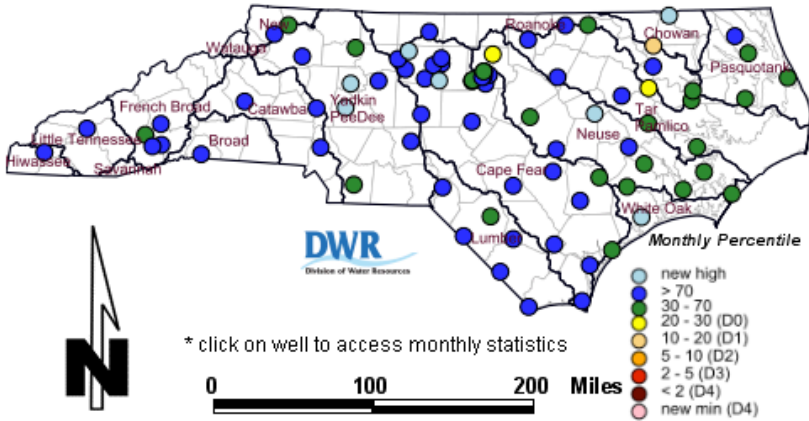 New
Roanoke
Chowan
Watauga
Pasquotank
French Broad
Catawba
Yadkin
PeeDee
Tar
Pamlico
Little Tennessee
Broad
Neuse
Hiwassee
Savannah
Cape Fear
White Oak
Lumber
DWR
Division of Water Resources
Monthly Percentile
new high
> 70
30 - 70
20 - 30 (D0)
10 - 20 (D1)
5 - 10 (D2)
2 - 5 (D3)
< 2 (D4)
new min (D4)
* click on well to access monthly statistics
N
0 100 200 Miles